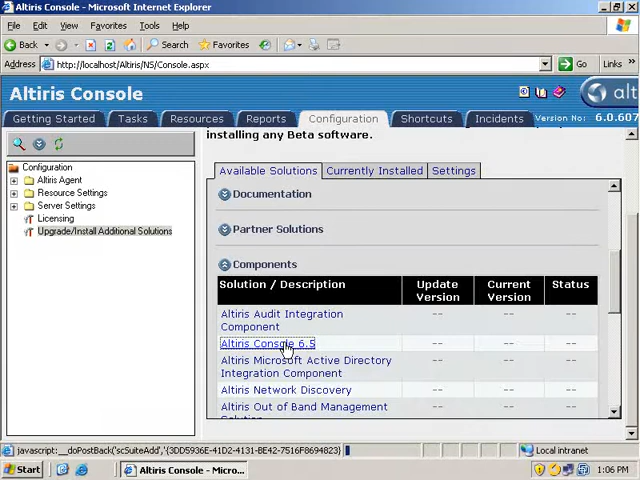 Altiris Console - Microsoft Internet Explorer
File Edit View Favorites Tools Help
Back Search Favorites
Address http://localhost/Altiris/NS/Console.aspx Go Links »
Altiris Console
alt
Getting Started Tasks Resources Reports Configuration Shortcuts Incidents Version No: 6.0.607
Configuration
Altiris Agent
Resource Settings
Server Settings
Licensing
Upgrade/Install Additional Solutions
installing any Beta software.
Available Solutions Currently Installed Settings
Documentation
Partner Solutions
Components
Solution / Description Update Version Current Version Status
Altiris Audit Integration Component -- -- --
Altiris Console 6.5 -- -- --
Altiris Microsoft Active Directory Integration Component -- -- --
Altiris Network Discovery -- -- --
Altiris Out of Band Management -- -- --
javascript:__doPostBack('scSuiteAdd','{3DD5936E-41D2-4131-BE42-7516F8694823} Local intranet
Start Altiris Console - Micro... 1:06 PM